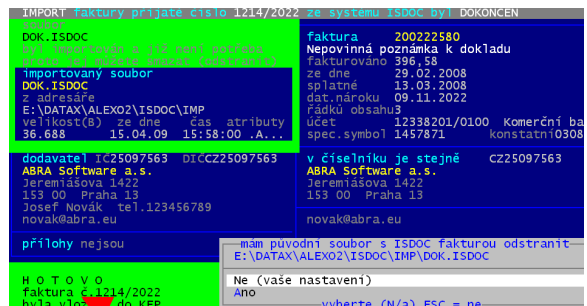 IMPORT faktury přijaté číslo 1214/2022 ze systému ISDOC byl DOKONČEN
soubor
DOK.ISDOC
byl importován a již není potřeba
proto jej můžete smazat (odstranit)
importovaný soubor
DOK.ISDOC
z adresáře
E:\DATAX\ALEXO2\ISDOC\IMP
velikost(B) ze dne čas atributy
36.688 15.04.09 15:58:00 .A...
faktura 200222580
Nepovinná poznámka k dokladu
fakturováno 396,58
ze dne 29.02.2008
splatné 13.03.2008
dat.nároku 09.11.2022
řádků obsahu3
účet 12338201/0100 Komerční ba
spec.symbol 1457871 konstatní0308
dodavatel IČ25097563 DIČCZ25097563
ABRA Software a.s.
Jeremiášova 1422
153 00 Praha 13
Josef Novák tel.123456789
novak@abra.eu
v číselníku je stejně CZ25097563
ABRA Software a.s.
Jeremiášova 1422
153 00 Praha 13
novak@abra.eu
přílohy nejsou
mám původní soubor s ISDOC fakturou odstranit
E:\DATAX\ALEXO2\ISDOC\IMP\DOK.ISDOC
Ne (vaše nastavení)
Ano
vyberte (N/a) ESC = ne
H O T O V O
faktura č.1214/2022
byla vlož do KFP